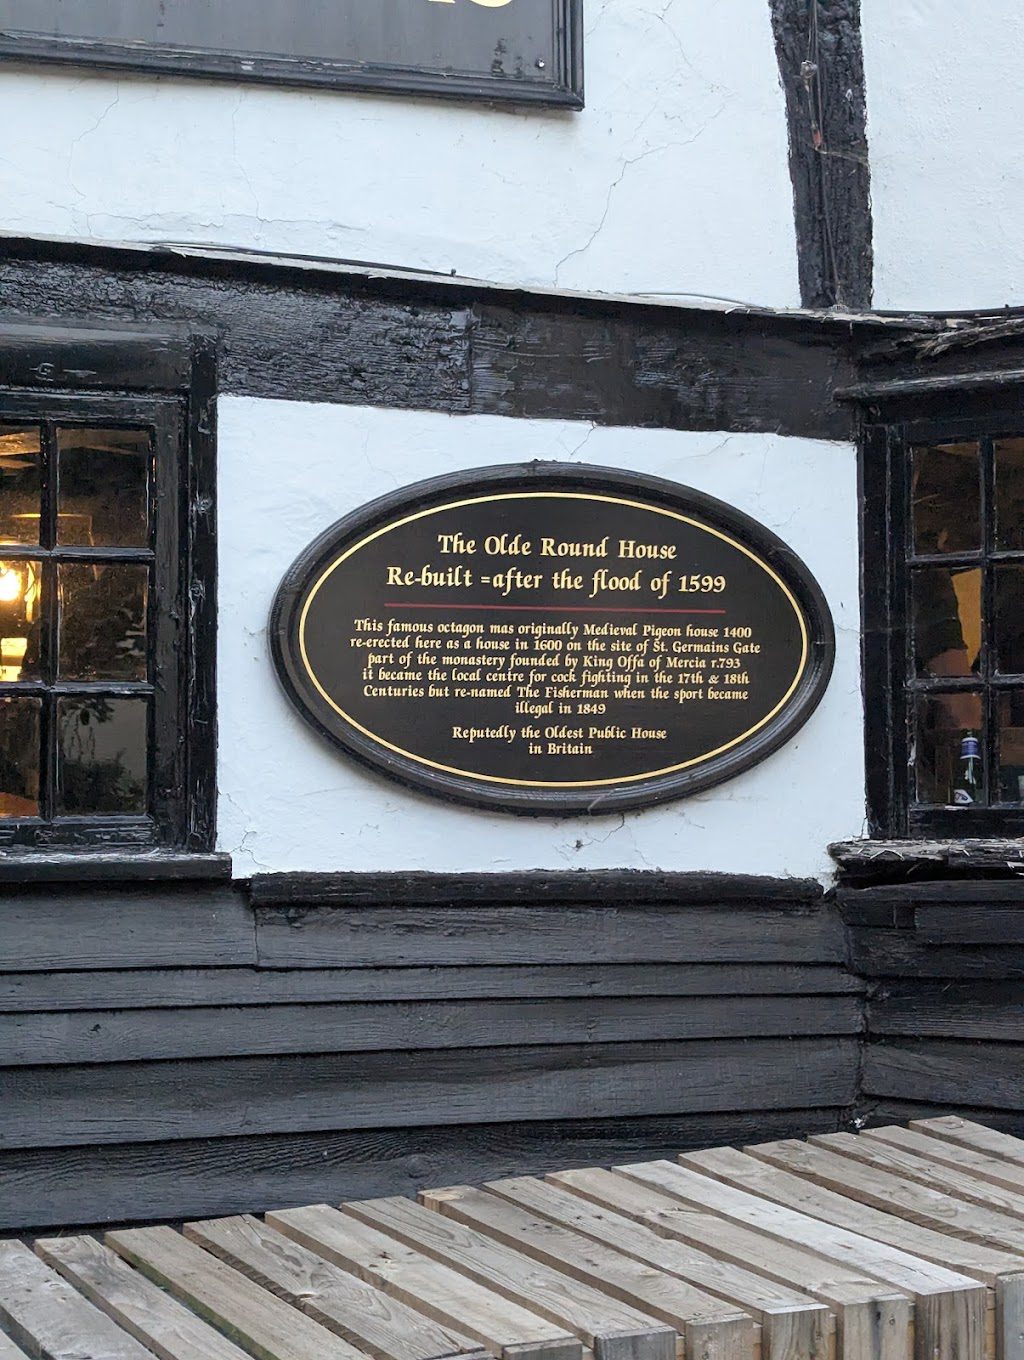 The Olde Round House
Re-built =after the flood of 1599
This famous octagon mas originally Medieval Pigeon house 1400
re-erected here as a house in 1600 on the site of St. Germains Gate
part of the monastery founded by King Offa of Mercia r.793
it became the local centre for cock fighting in the 17th & 18th
Centuries but re-named The Fisherman when the sport became
illegal in 1849
Reputedly the Oldest Public House
in Britain